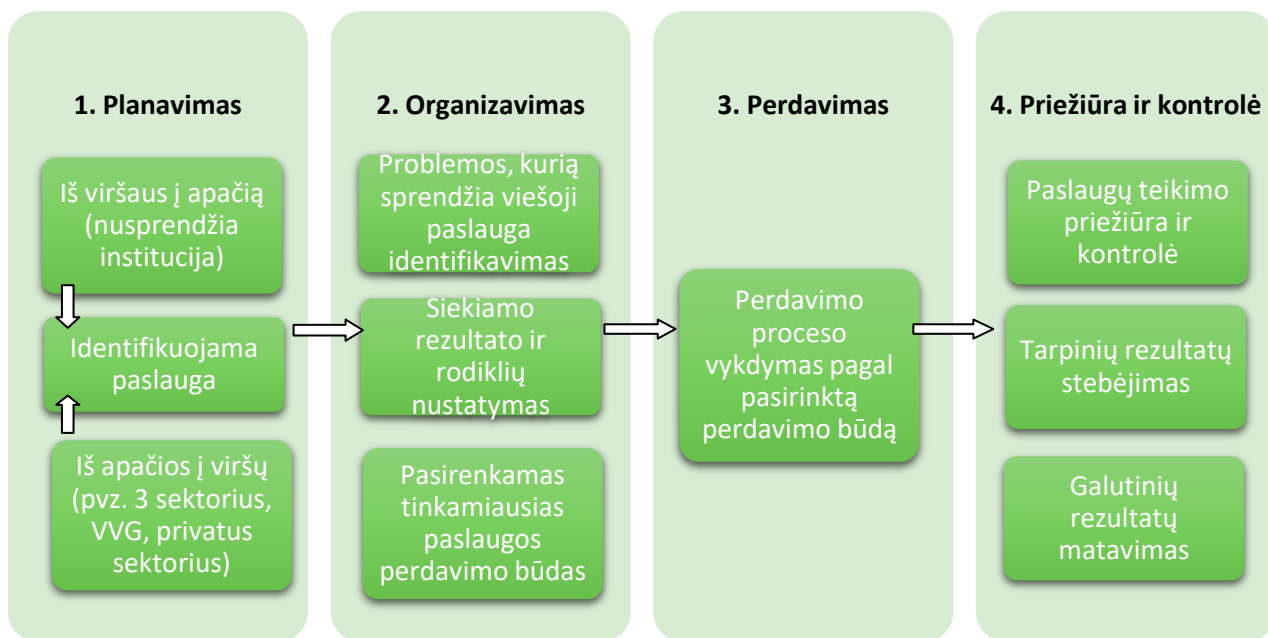 1. Planavimas
Iš viršaus į apačią
(nusprendžia
institucija)
Identifikuojama
paslauga
Iš apačios į viršų
(pvz. 3 sektorius,
VVG, privatus
sektorius)
2. Organizavimas
Problemos, kurią
sprendžia viešoji
paslauga
identifikavimas
Siekiamo
rezultato ir
rodiklių
nustatymas
Pasirenkamas
tinkamiausias
paslaugos
perdavimo būdas
3. Perdavimas
Perdavimo
proceso
vykdymas pagal
pasirinktą
perdavimo būdą
4. Priežiūra ir kontrolė
Paslaugų teikimo
priežiūra ir
kontrolė
Tarpinių rezultatų
stebėjimas
Galutinių
rezultatų
matavimas